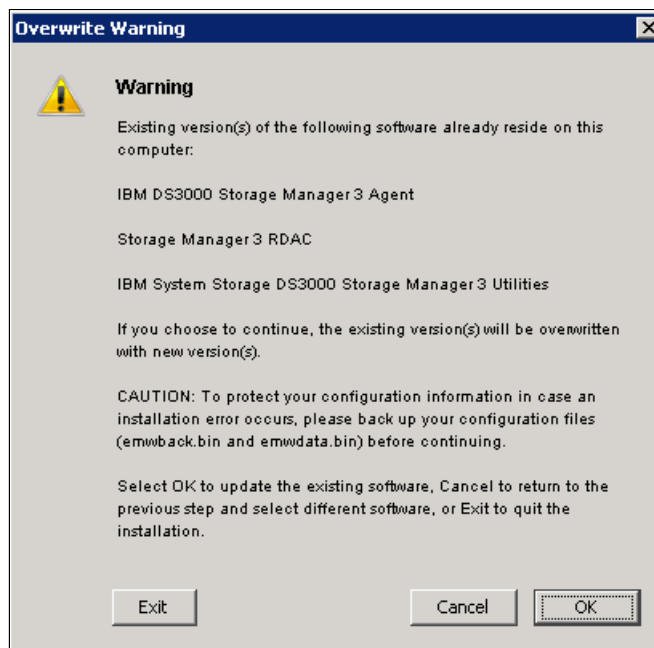 Overwrite Warning
Warning
Existing version(s) of the following software already reside on this
computer:
IBM DS3000 Storage Manager 3 Agent
Storage Manager 3 RDAC
IBM System Storage DS3000 Storage Manager 3 Utilities
If you choose to continue, the existing version(s) will be overwritten
with new version(s).
CAUTION: To protect your configuration information in case an
installation error occurs, please back up your configuration files
(emwback.bin and emwdata.bin) before continuing.
Select OK to update the existing software, Cancel to return to the
previous step and select different software, or Exit to quit the
installation.
Exit
Cancel
OK